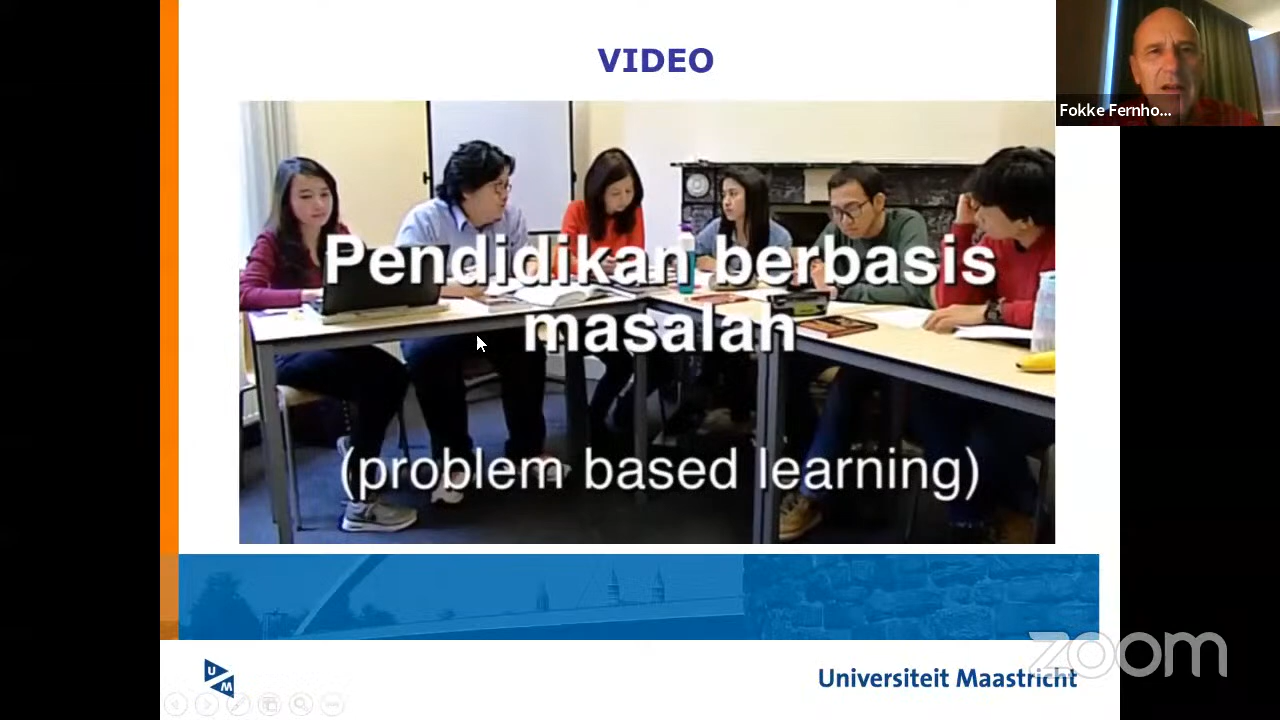 VIDEO
Fokke Fernho...
Pendidikan berbasis
masalah
(problem based learning)
zoom
U
M
Universiteit Maastricht